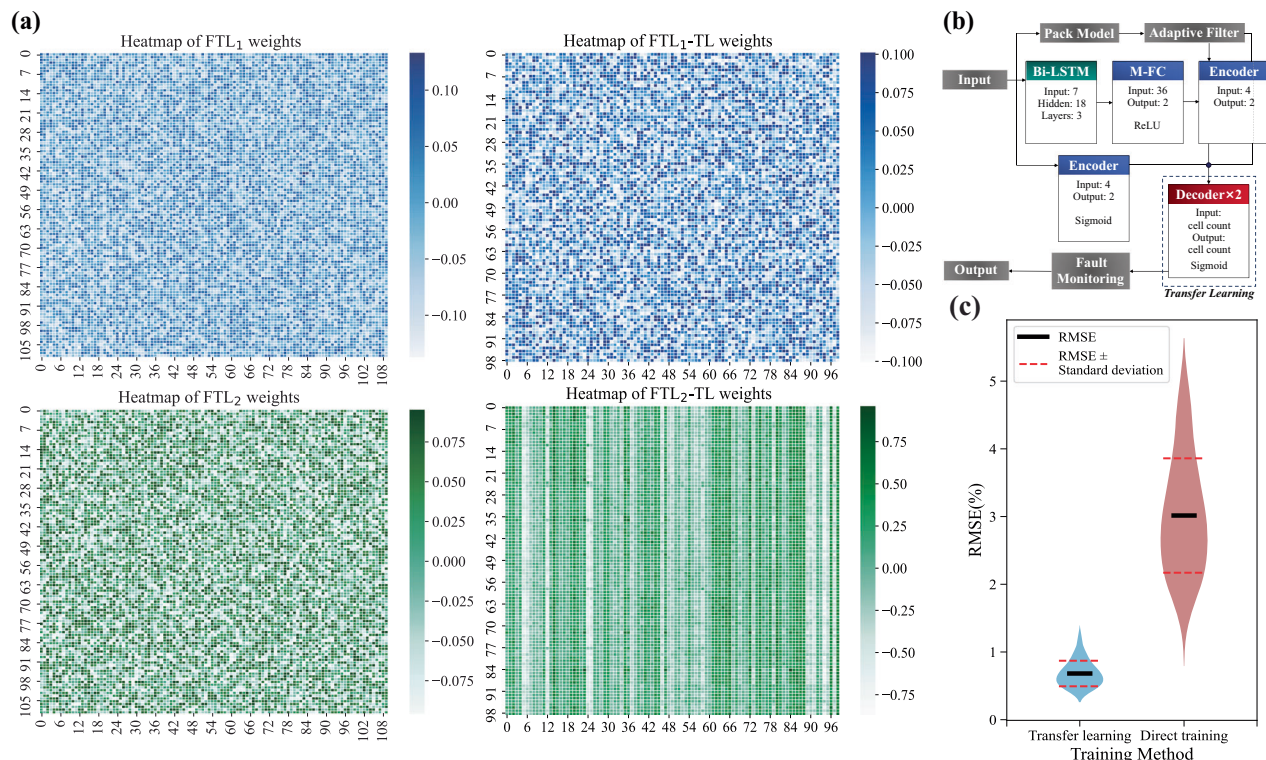 (a)
Heatmap of FTL₁ weights
0
7
14
21
28
35
42
49
56
63
70
77
84
91
98
105
0 6 12 18 24 30 36 42 48 54 60 66 72 78 84 90 96 102 108
0.10
0.05
0.00
−0.05
−0.10
Heatmap of FTL₁-TL weights
0
7
14
21
28
35
42
49
56
63
70
77
84
91
98
0 6 12 18 24 30 36 42 48 54 60 66 72 78 84 90 96
0.100
0.075
0.050
0.025
0.000
−0.025
−0.050
−0.075
−0.100
Heatmap of FTL₂ weights
0
7
14
21
28
35
42
49
56
63
70
77
84
91
98
105
0 6 12 18 24 30 36 42 48 54 60 66 72 78 84 90 96 102 108
0.075
0.050
0.025
0.000
−0.025
−0.050
−0.075
Heatmap of FTL₂-TL weights
0
7
14
21
28
35
42
49
56
63
70
77
84
91
98
0 6 12 18 24 30 36 42 48 54 60 66 72 78 84 90 96
0.75
0.50
0.25
0.00
−0.25
−0.50
−0.75
(b)
Pack Model
Adaptive Filter
Input
Bi-LSTM
Input: 7
Hidden: 18
Layers: 3
M-FC
Input: 36
Output: 2
ReLU
Encoder
Input: 4
Output: 2
Encoder
Input: 4
Output: 2
Sigmoid
Decoder×2
Input:
cell count
Output:
cell count
Sigmoid
Transfer Learning
Fault
Monitoring
Output
(c)
RMSE
RMSE ±
Standard deviation
RMSE(%)
5
4
3
2
1
0
Transfer learning Direct training
Training Method